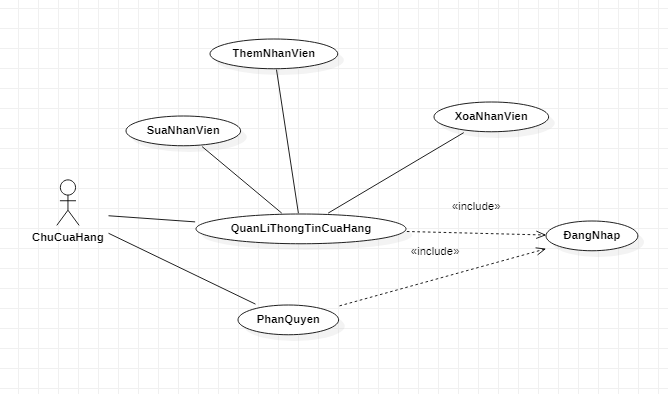 ThemNhanVien
SuaNhanVien
XoaNhanVien
«include»
ChuCuaHang
QuanLiThongTinCuaHang
ĐangNhap
«include»
PhanQuyen